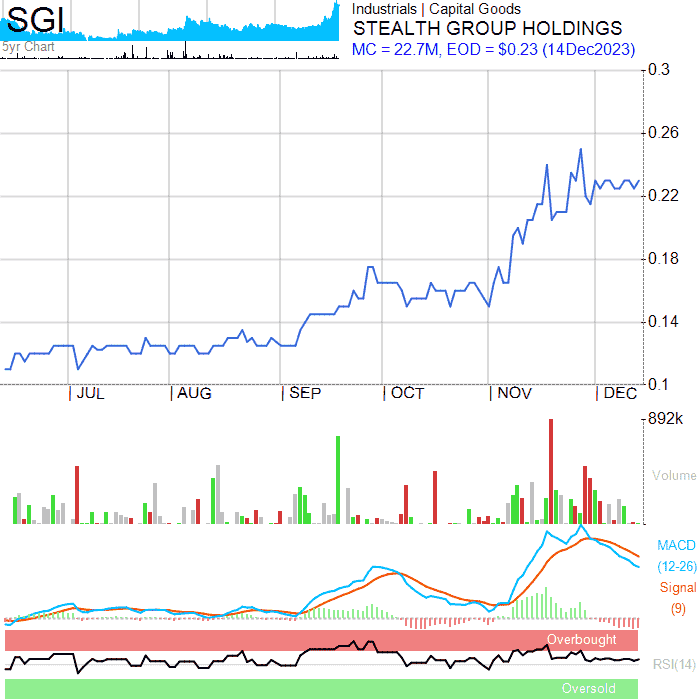 SGI
5yr Chart
Industrials | Capital Goods
STEALTH GROUP HOLDINGS
MC = 22.7M, EOD = $0.23 (14Dec2023)
0.3
0.26
0.22
0.18
0.14
0.1
JUL AUG SEP OCT NOV DEC
892k
Volume
MACD
(12-26)
Signal
(9)
Overbought
RSI(14)
Oversold